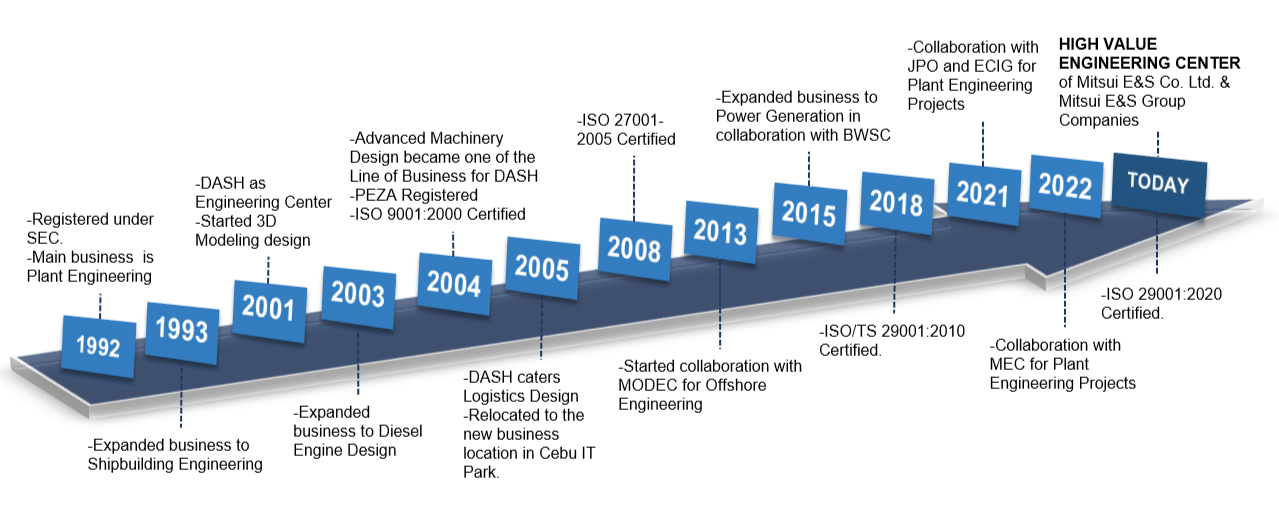 -Registered under
SEC.
-Main business is
Plant Engineering
1992
1993
-Expanded business to
Shipbuilding Engineering
-DASH as
Engineering Center
-Started 3D
Modeling design
2001
2003
-Expanded
business to Diesel
Engine Design
-Advanced Machinery
Design became one of the
Line of Business for DASH
-PEZA Registered
-ISO 9001:2000 Certified
2004
2005
-DASH caters
Logistics Design
-Relocated to the
new business
location in Cebu IT
Park.
-ISO 27001-
2005 Certified
2008
2013
-Started collaboration with
MODEC for Offshore
Engineering
-Expanded business to
Power Generation in
collaboration with BWSC
2015
2018
-ISO/TS 29001:2010
Certified.
-Collaboration with
JPO and ECIG for
Plant Engineering
Projects
2021
2022
-Collaboration with
MEC for Plant
Engineering Projects
HIGH VALUE
ENGINEERING CENTER
of Mitsui E&S Co. Ltd. &
Mitsui E&S Group
Companies
TODAY
-ISO 29001:2020
Certified.